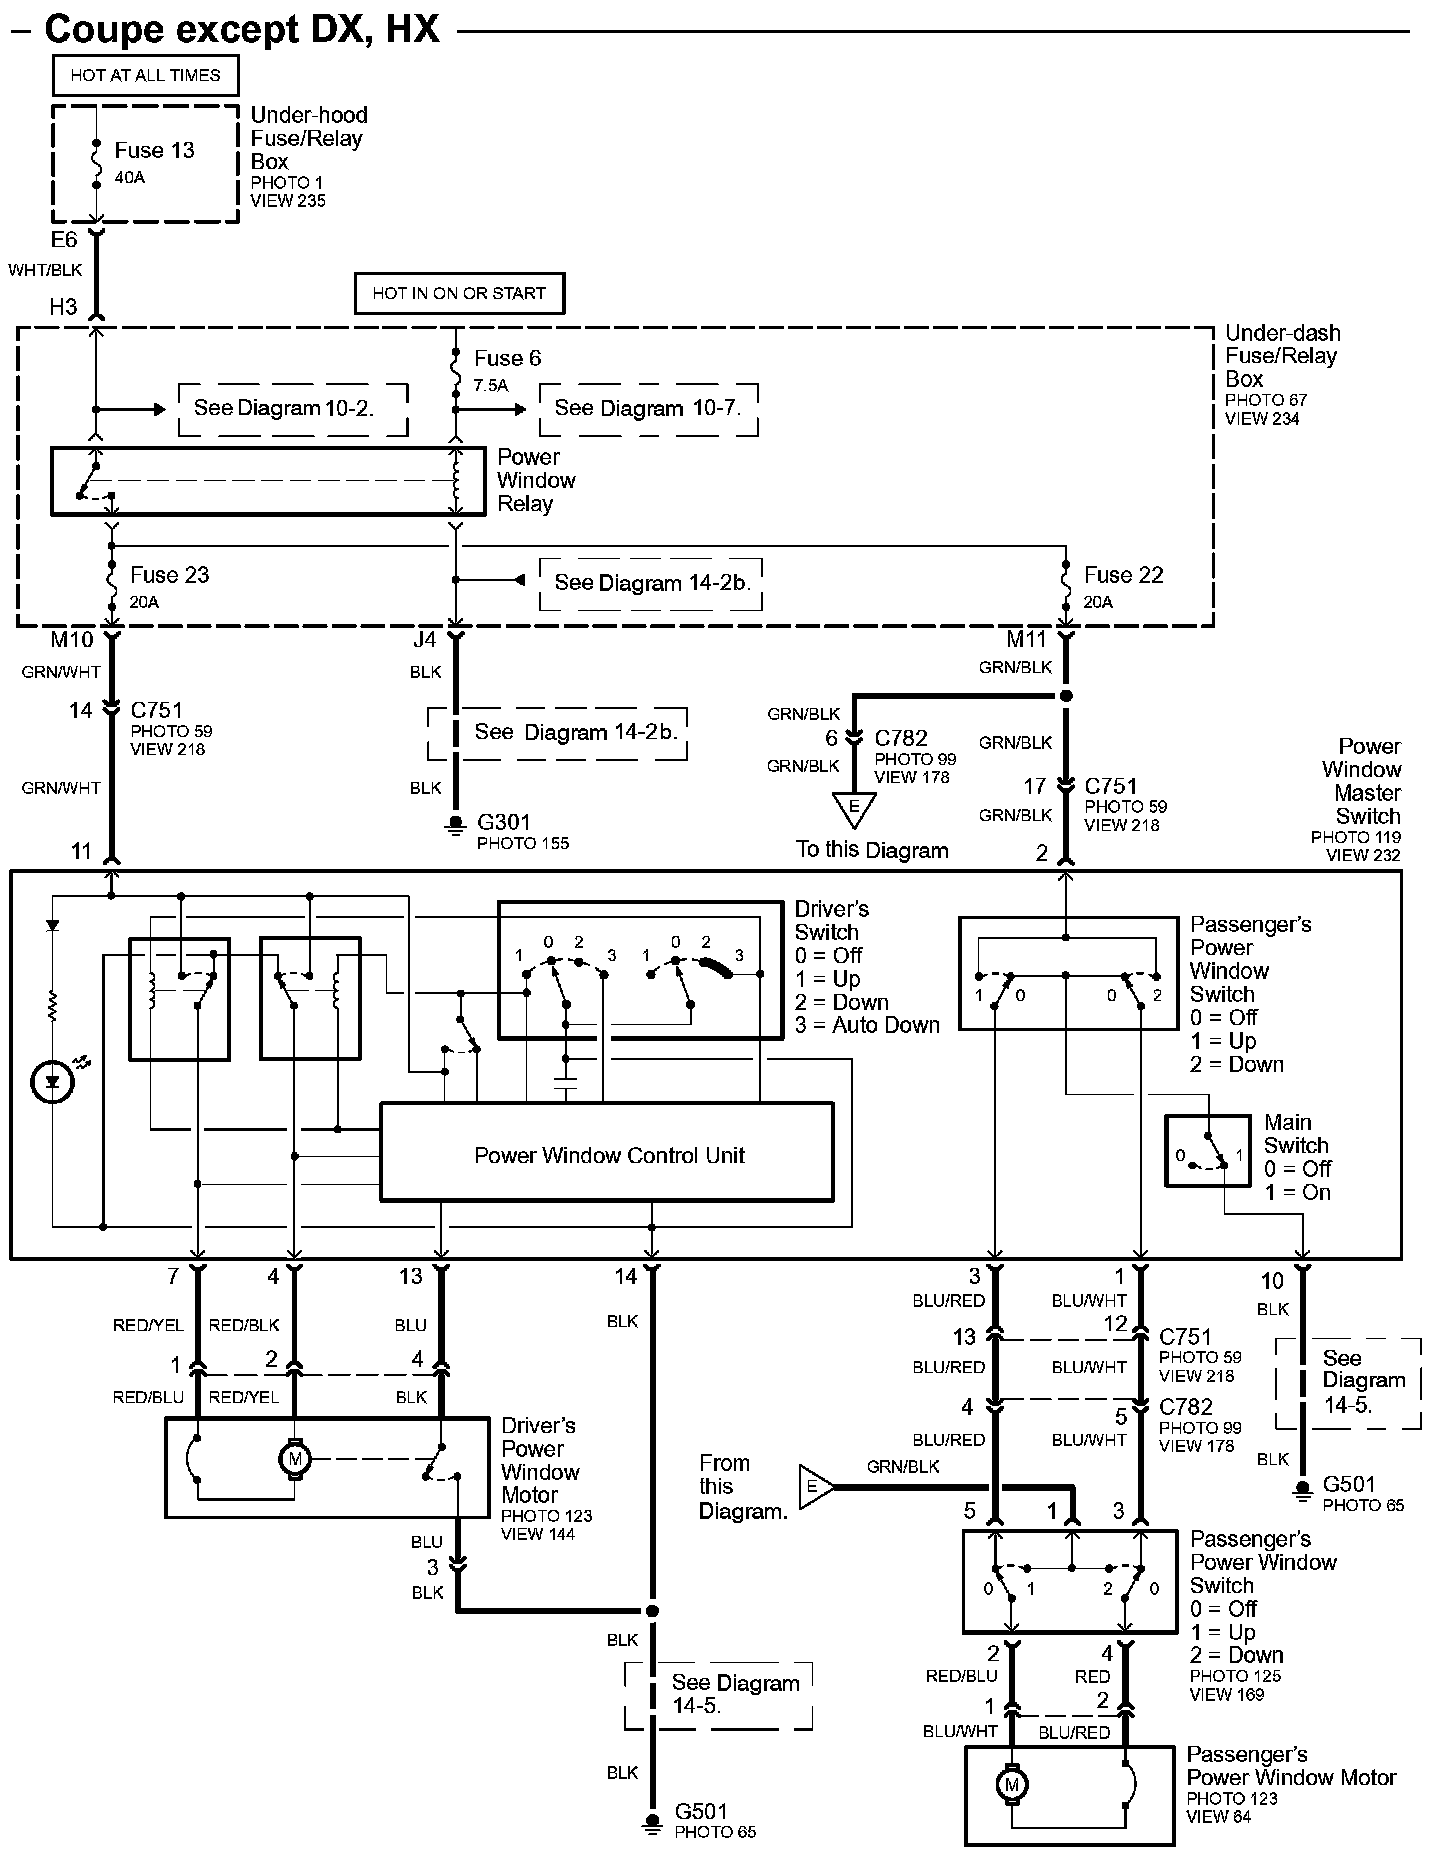 Coupe except DX, HX
HOT AT ALL TIMES
Under-hood
Fuse/Relay
Box
PHOTO 1
VIEW 235
Fuse 13
40A
E6
WHT/BLK
H3
HOT IN ON OR START
Under-dash
Fuse/Relay
Box
PHOTO 67
VIEW 234
Fuse 6
7.5A
See Diagram 10-2.
See Diagram 10-7.
Power
Window
Relay
Fuse 23
20A
See Diagram 14-2b.
Fuse 22
20A
M10
J4
M11
GRN/WHT
BLK
GRN/BLK
14
C751
PHOTO 59
VIEW 218
See Diagram 14-2b.
GRN/BLK
6
C782
PHOTO 99
VIEW 178
GRN/BLK
GRN/BLK
17
C751
PHOTO 59
VIEW 218
GRN/BLK
Power
Window
Master
Switch
PHOTO 119
VIEW 232
GRN/WHT
BLK
G301
PHOTO 155
E
To this Diagram
11
2
Driver's
Switch
0 = Off
1 = Up
2 = Down
3 = Auto Down
1
0
2
3
1
0
2
3
Passenger's
Power
Window
Switch
0 = Off
1 = Up
2 = Down
1
0
0
2
Main
Switch
0 = Off
1 = On
0
1
Power Window Control Unit
7
4
13
14
3
1
10
RED/YEL
RED/BLK
BLU
BLK
BLU/RED
BLU/WHT
BLK
1
2
4
13
12
C751
PHOTO 59
VIEW 218
RED/BLU
RED/YEL
BLK
BLU/RED
BLU/WHT
See
Diagram
14-5.
4
5
C782
PHOTO 99
VIEW 178
BLU/RED
BLU/WHT
BLK
G501
PHOTO 65
M
Driver's
Power
Window
Motor
PHOTO 123
VIEW 144
From
this
Diagram.
E
GRN/BLK
5
1
3
BLU
3
BLK
0
1
2
0
Passenger's
Power Window
Switch
0 = Off
1 = Up
2 = Down
PHOTO 125
VIEW 169
BLK
See Diagram
14-5.
2
4
RED/BLU
RED
1
2
BLU/WHT
BLU/RED
BLK
G501
PHOTO 65
M
Passenger's
Power Window Motor
PHOTO 123
VIEW 64